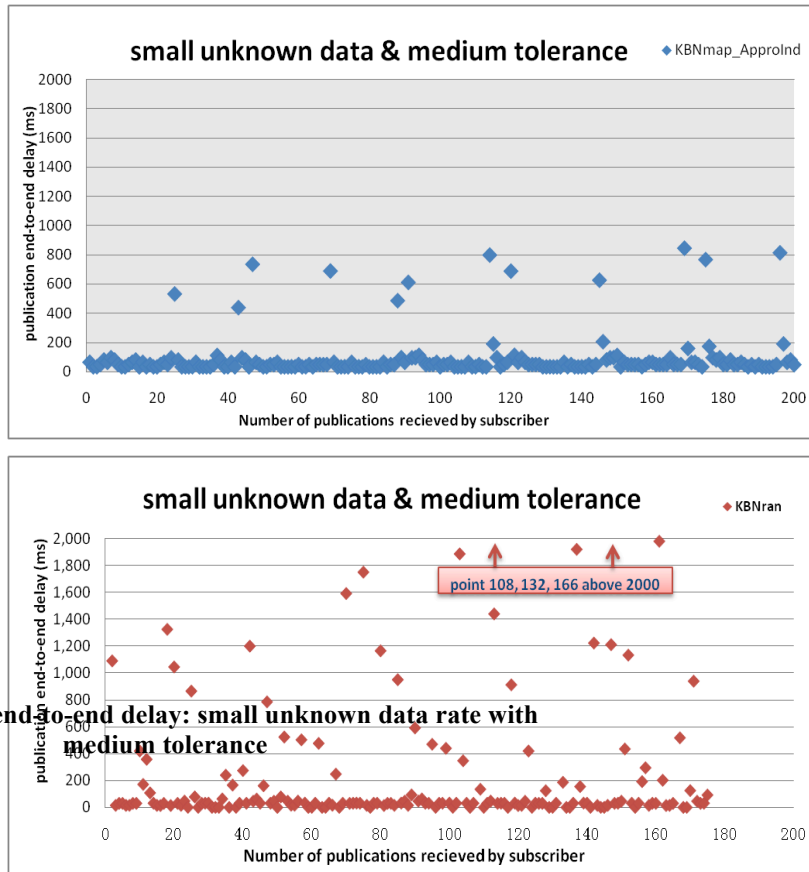 small unknown data & medium tolerance
KBNmap_ApproInd
publication end-to-end delay (ms)
2000
1800
1600
1400
1200
1000
800
600
400
200
0
0 20 40 60 80 100 120 140 160 180 200
Number of publications recieved by subscriber
small unknown data & medium tolerance
KBNran
publication end-to-end delay (ms)
2,000
1,800
1,600
1,400
1,200
1,000
800
600
400
200
0
point 108, 132, 166 above 2000
end-to-end delay: small unknown data rate with
medium tolerance
0 20 40 60 80 100 120 140 160 180 200
Number of publications recieved by subscriber